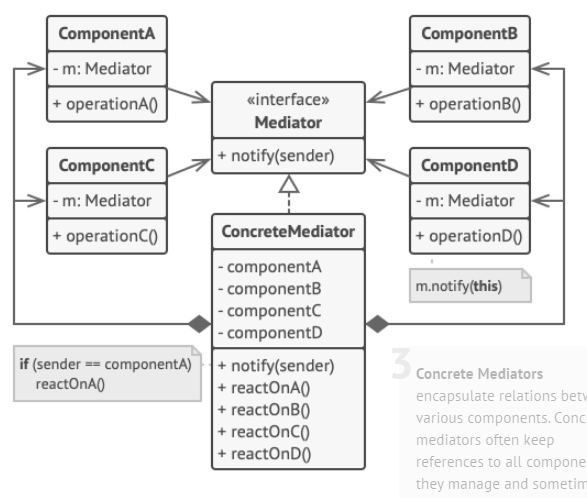 ComponentA
- m: Mediator
+ operationA()
ComponentB
- m: Mediator
+ operationB()
«interface»
Mediator
+ notify(sender)
ComponentC
- m: Mediator
+ operationC()
ComponentD
- m: Mediator
+ operationD()
m.notify(this)
ConcreteMediator
- componentA
- componentB
- componentC
- componentD
+ notify(sender)
+ reactOnA()
+ reactOnB()
+ reactOnC()
+ reactOnD()
if (sender == componentA)
reactOnA()
3
Concrete Mediators
encapsulate relations
various components.
mediators often keep
references to all
they manage and